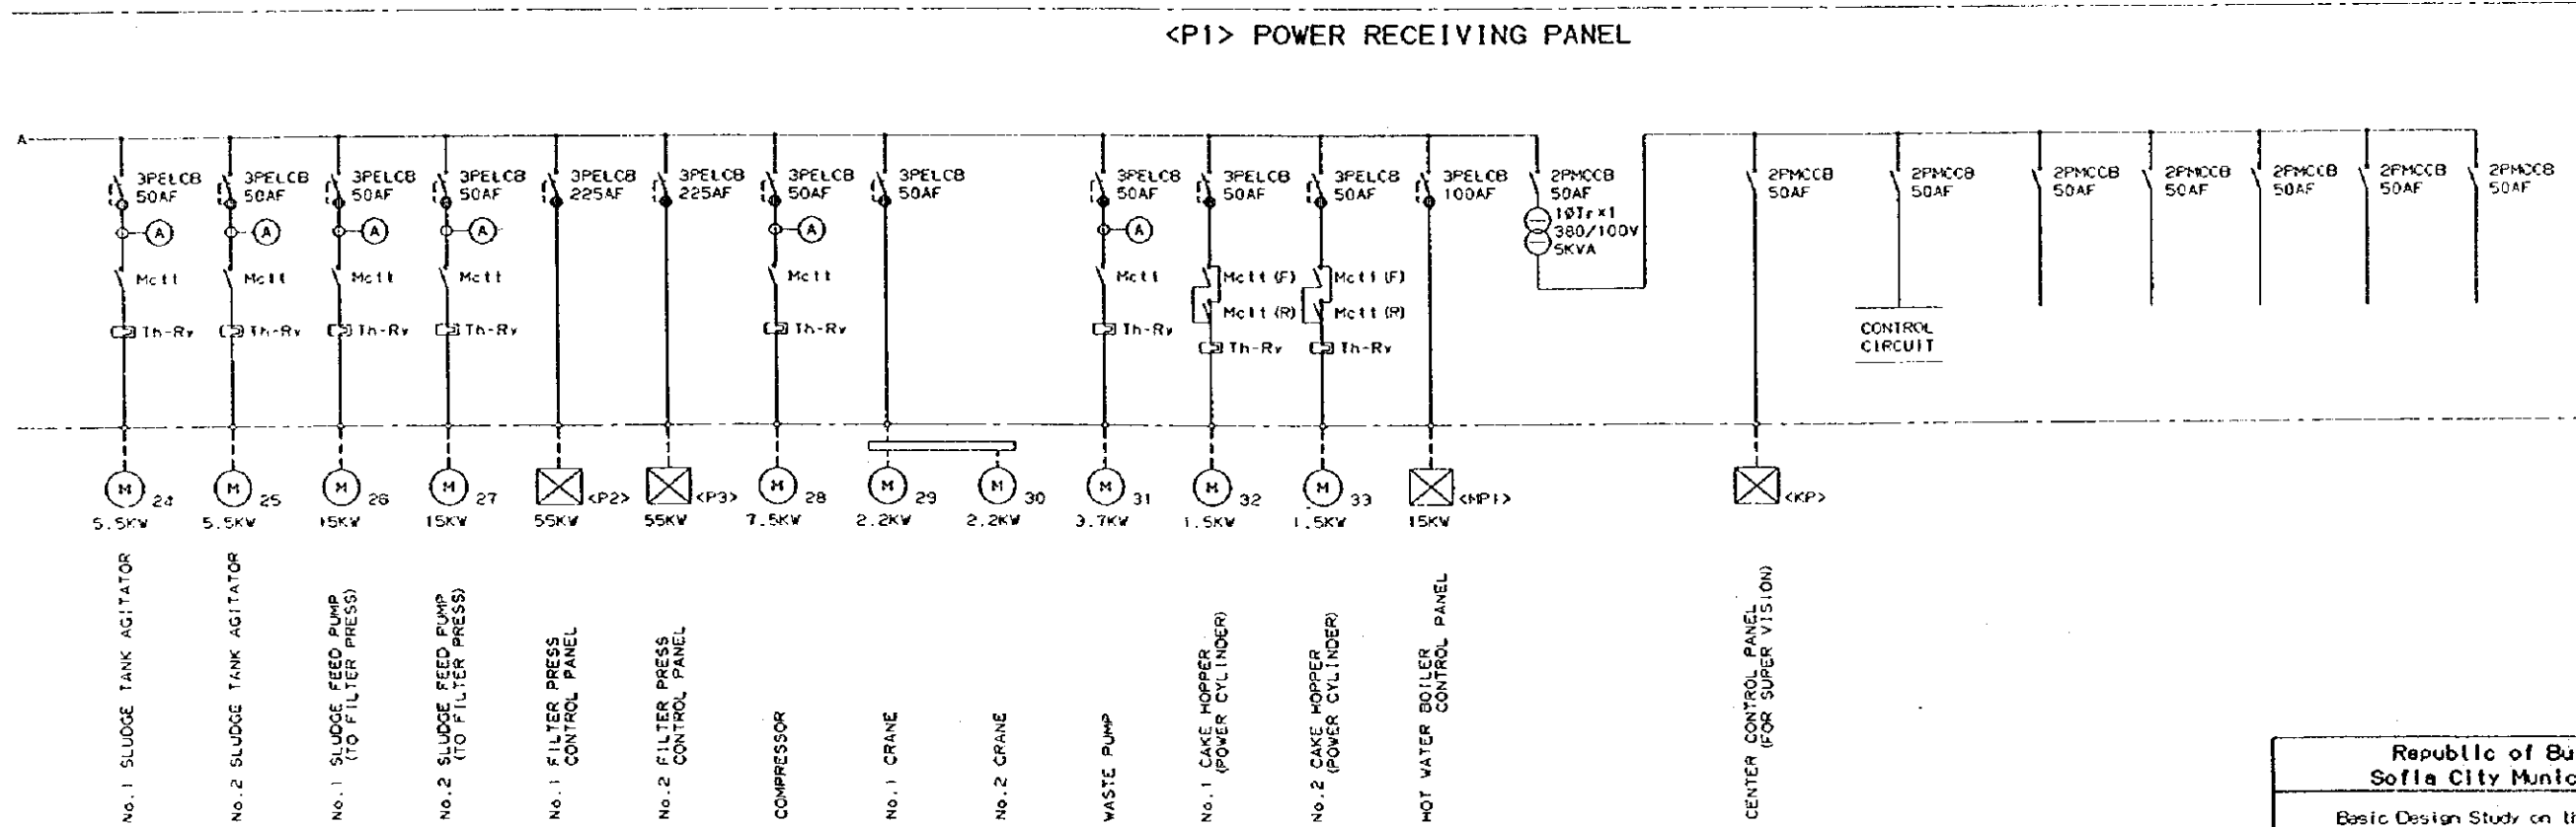 <P1> POWER RECEIVING PANEL
A
3PELCB
50AF
3PELCB
50AF
3PELCB
50AF
3PELCB
50AF
3PELCB
225AF
3PELCB
225AF
3PELCB
50AF
3PELCB
50AF
3PELCB
50AF
3PELCB
50AF
3PELCB
50AF
3PELCB
100AF
2PMCCB
50AF
2PMCCB
50AF
2PMCCB
50AF
2PMCCB
50AF
2PMCCB
50AF
2PMCCB
50AF
2PMCCB
50AF
2PMCCB
50AF
1ØTr×1
380/100V
5KVA
A
A
A
A
A
A
Mctt
Mctt
Mctt
Mctt
Mctt
Mctt
Mctt (F)
Mctt (F)
Mctt (R)
Mctt (R)
Th-Ry
Th-Ry
Th-Ry
Th-Ry
Th-Ry
Th-Ry
Th-Ry
Th-Ry
CONTROL
CIRCUIT
M 24
5.5KW
M 25
5.5KW
M 26
15KW
M 27
15KW
<P2>
55KW
<P3>
55KW
M 28
7.5KW
M 29
2.2KW
M 30
2.2KW
M 31
3.7KW
M 32
1.5KW
M 33
1.5KW
<MP1>
15KW
<KP>
No.1 SLUDGE TANK AGITATOR
No.2 SLUDGE TANK AGITATOR
No.1 SLUDGE FEED PUMP
(TO FILTER PRESS)
No.2 SLUDGE FEED PUMP
(TO FILTER PRESS)
No.1 FILTER PRESS
CONTROL PANEL
No.2 FILTER PRESS
CONTROL PANEL
COMPRESSOR
No.1 CRANE
No.2 CRANE
WASTE PUMP
No.1 CAKE HOPPER
(POWER CYLINDER)
No.2 CAKE HOPPER
(POWER CYLINDER)
HOT WATER BOILER
CONTROL PANEL
CENTER CONTROL PANEL
(FOR SUPER VISION)
Republic of Bu
Sofia City Munic
Basic Design Study on t